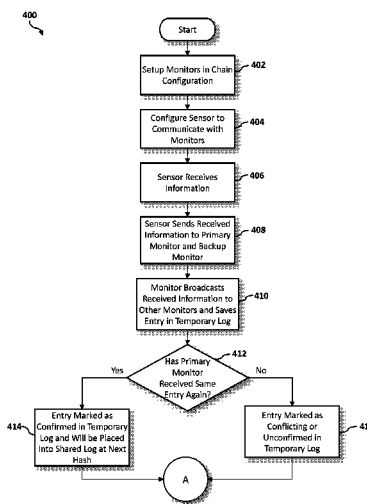 400
Start
Setup Monitors in Chain
Configuration
402
Configure Sensor to
Communicate with
Monitors
404
Sensor Receives
Information
406
Sensor Sends Received
Information to Primary
Monitor and Backup
Monitor
408
Monitor Broadcasts
Received Information to
Other Monitors and Saves
Entry in Temporary Log
410
412
Has Primary
Monitor
Received Same
Entry Again?
Yes
No
414
Entry Marked as
Confirmed in Temporary
Log and Will be Placed
Into Shared Log at Next
Hash
Entry Marked as
Conflicting or
Unconfirmed in
Temporary Log
A